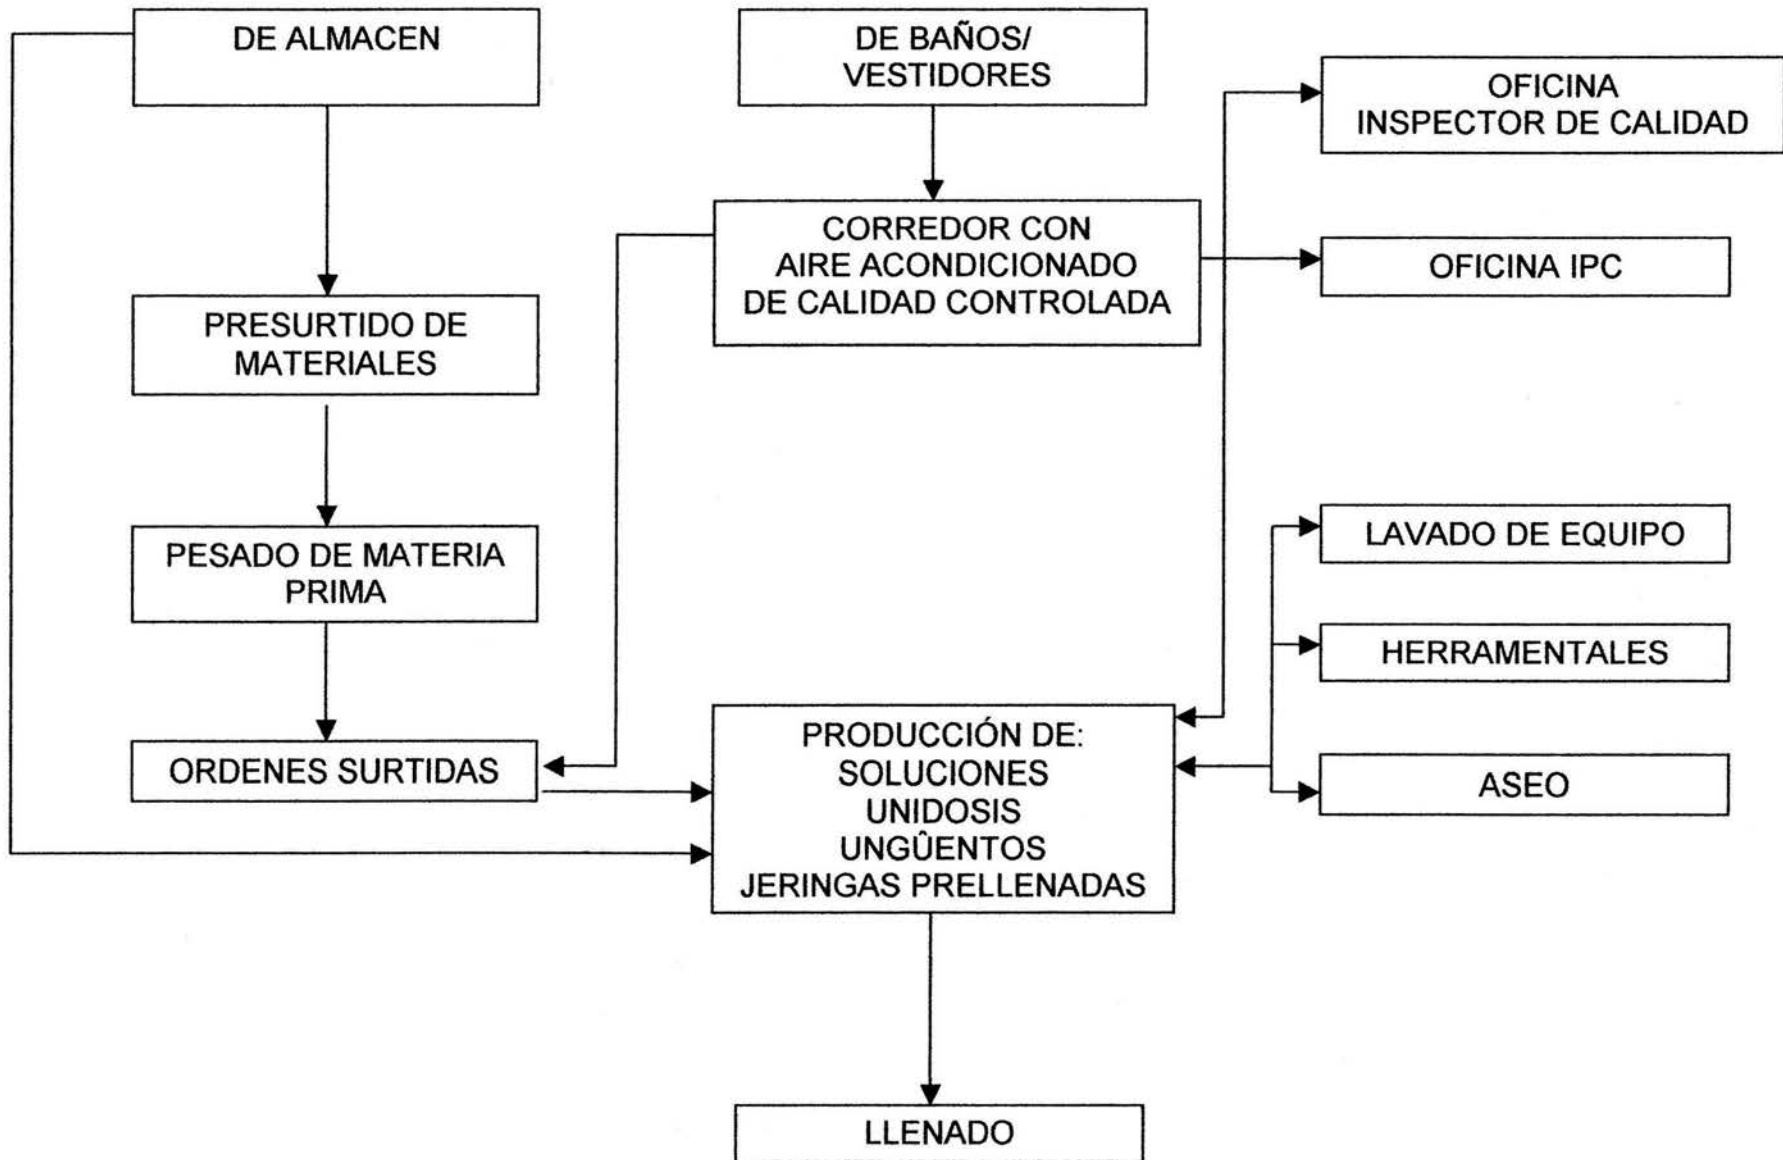 DE ALMACEN
DE BAÑOS/
VESTIDORES
OFICINA
INSPECTOR DE CALIDAD
CORREDOR CON
AIRE ACONDICIONADO
DE CALIDAD CONTROLADA
OFICINA IPC
PRESURTIDO DE
MATERIALES
PESADO DE MATERIA
PRIMA
LAVADO DE EQUIPO
HERRAMENTALES
ORDENES SURTIDAS
PRODUCCIÓN DE:
SOLUCIONES
UNIDOSIS
UNGÛENTOS
JERINGAS PRELLENADAS
ASEO
LLENADO